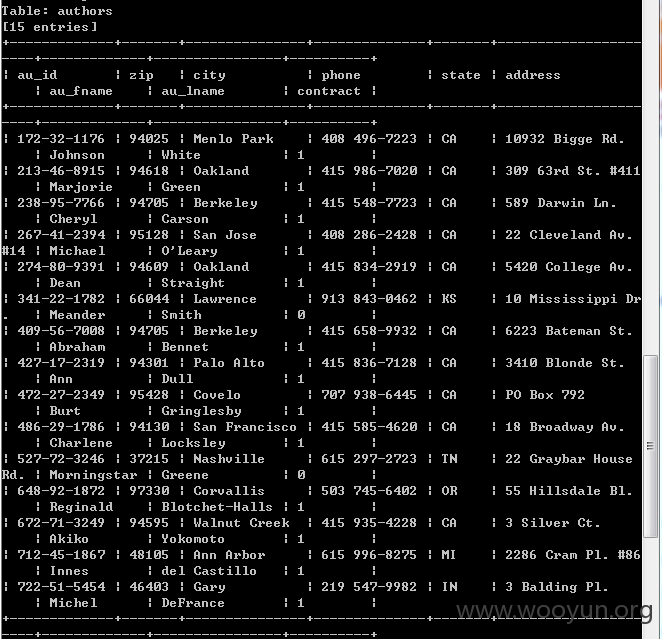 Table: authors
[15 entries]
+-------------+-------+---------------+--------------+-------+-----------------
----+-------------+----------------+----------+
| au_id | zip | city | phone | state | address
| au_fname | au_lname | contract |
+-------------+-------+---------------+--------------+-------+-----------------
----+-------------+----------------+----------+
| 172-32-1176 | 94025 | Menlo Park | 408 496-7223 | CA | 10932 Bigge Rd.
| Johnson | White | 1 |
| 213-46-8915 | 94618 | Oakland | 415 986-7020 | CA | 309 63rd St. #411
| Marjorie | Green | 1 |
| 238-95-7766 | 94705 | Berkeley | 415 548-7723 | CA | 589 Darwin Ln.
| Cheryl | Carson | 1 |
| 267-41-2394 | 95128 | San Jose | 408 286-2428 | CA | 22 Cleveland Av.
#14 | Michael | O'Leary | 1 |
| 274-80-9391 | 94609 | Oakland | 415 834-2919 | CA | 5420 College Av.
| Dean | Straight | 1 |
| 341-22-1782 | 66044 | Lawrence | 913 843-0462 | KS | 10 Mississippi Dr
. | Meander | Smith | 0 |
| 409-56-7008 | 94705 | Berkeley | 415 658-9932 | CA | 6223 Bateman St.
| Abraham | Bennet | 1 |
| 427-17-2319 | 94301 | Palo Alto | 415 836-7128 | CA | 3410 Blonde St.
| Ann | Dull | 1 |
| 472-27-2349 | 95428 | Covelo | 707 938-6445 | CA | PO Box 792
| Burt | Gringlesby | 1 |
| 486-29-1786 | 94130 | San Francisco | 415 585-4620 | CA | 18 Broadway Av.
| Charlene | Locksley | 1 |
| 527-72-3246 | 37215 | Nashville | 615 297-2723 | TN | 22 Graybar House
Rd. | Morningstar | Greene | 0 |
| 648-92-1872 | 97330 | Corvallis | 503 745-6402 | OR | 55 Hillsdale Bl.
| Reginald | Blotchet-Halls | 1 |
| 672-71-3249 | 94595 | Walnut Creek | 415 935-4228 | CA | 3 Silver Ct.
| Akiko | Yokomoto | 1 |
| 712-45-1867 | 48105 | Ann Arbor | 615 996-8275 | MI | 2286 Cram Pl. #86
| Innes | del Castillo | 1 |
| 722-51-5454 | 46403 | Gary | 219 547-9982 | IN | 3 Balding Pl.
| Michel | DeFrance | 1 |
+-------------+-------+---------------+--------------+-------+-----------------
----+-------------+----------------+----------+
www.wooyun.org